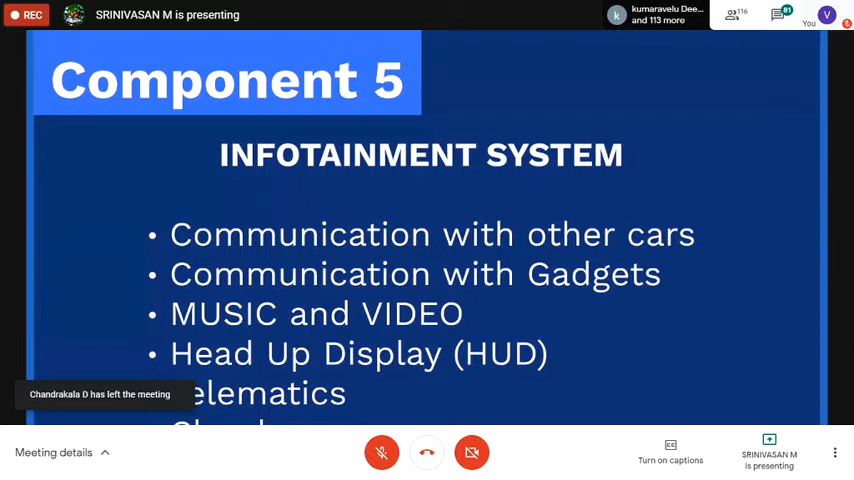 REC
SRINIVASAN M is presenting
k
kumaravelu Dee...
and 113 more
116
81
You
V
Component 5
INFOTAINMENT SYSTEM
• Communication with other cars
• Communication with Gadgets
• MUSIC and VIDEO
• Head Up Display (HUD)
elematics
Chandrakala D has left the meeting
Meeting details
CC
Turn on captions
SRINIVASAN M
is presenting